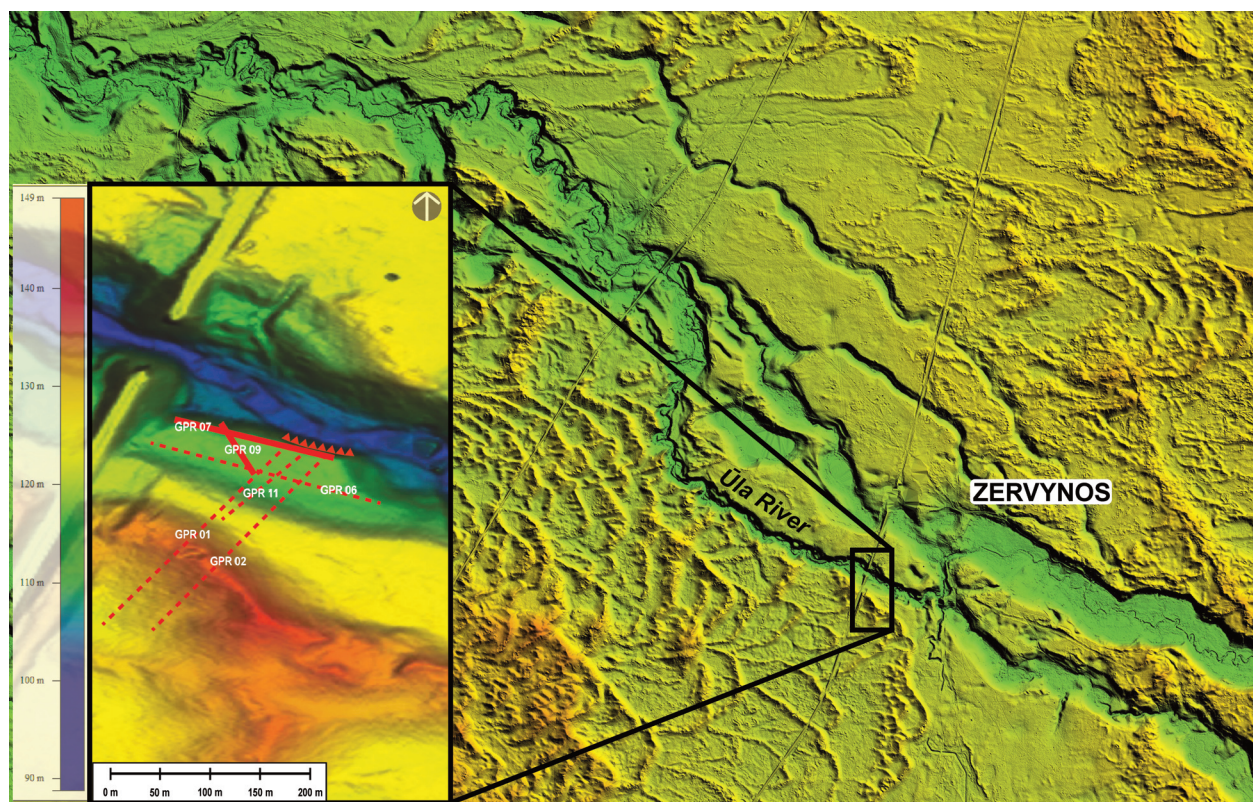 149 m
140 m
130 m
120 m
110 m
100 m
90 m
GPR 07
GPR 09
GPR 11
GPR 06
GPR 01
GPR 02
0 m 50 m 100 m 150 m 200 m
Ūla River
ZERVYNOS